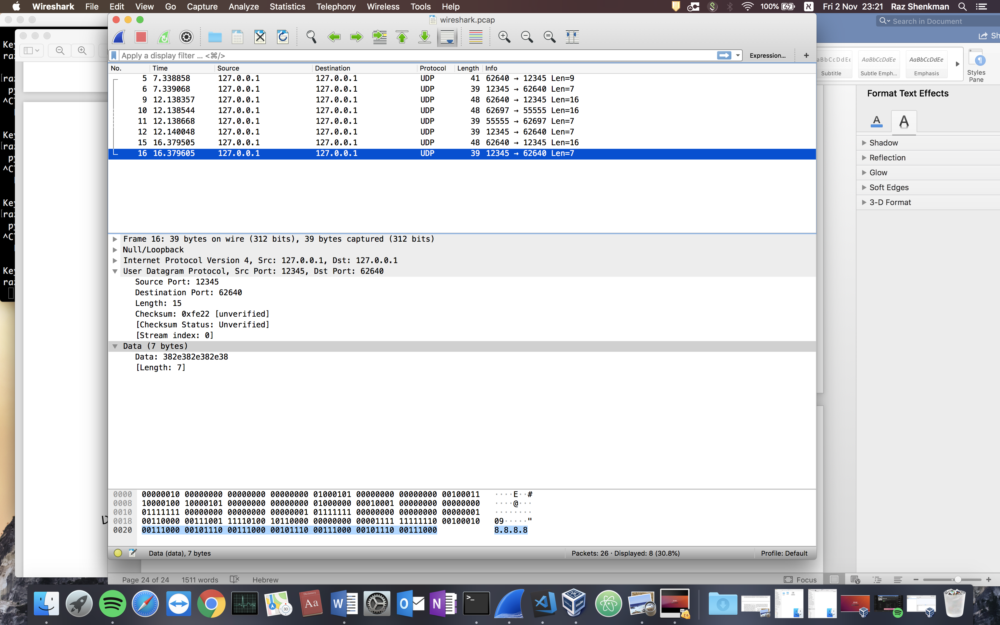 Wireshark File Edit View Go Capture Analyze Statistics Telephony Wireless Tools Help 100% א Fri 2 Nov 23:21 Raz Shenkman
wireshark.pcap
Search in Document
Apply a display filter ... <⌘/>
Expression... +
No. Time Source Destination Protocol Length Info
5 7.338858 127.0.0.1 127.0.0.1 UDP 41 62640 → 12345 Len=9
6 7.339068 127.0.0.1 127.0.0.1 UDP 39 12345 → 62640 Len=7
9 12.138357 127.0.0.1 127.0.0.1 UDP 48 62640 → 12345 Len=16
10 12.138544 127.0.0.1 127.0.0.1 UDP 48 62697 → 55555 Len=16
11 12.138668 127.0.0.1 127.0.0.1 UDP 39 55555 → 62697 Len=7
12 12.140048 127.0.0.1 127.0.0.1 UDP 39 12345 → 62640 Len=7
15 16.379505 127.0.0.1 127.0.0.1 UDP 48 62640 → 12345 Len=16
16 16.379605 127.0.0.1 127.0.0.1 UDP 39 12345 → 62640 Len=7
Frame 16: 39 bytes on wire (312 bits), 39 bytes captured (312 bits)
Null/Loopback
Internet Protocol Version 4, Src: 127.0.0.1, Dst: 127.0.0.1
User Datagram Protocol, Src Port: 12345, Dst Port: 62640
Source Port: 12345
Destination Port: 62640
Length: 15
Checksum: 0xfe22 [unverified]
[Checksum Status: Unverified]
[Stream index: 0]
Data (7 bytes)
Data: 382e382e382e38
[Length: 7]
0000 00000010 00000000 00000000 00000000 01000101 00000000 00000000 00100011 ····E··#
0008 10000100 10000101 00000000 00000000 01000000 00010001 00000000 00000000 ····@···
0010 01111111 00000000 00000000 00000001 01111111 00000000 00000000 00000001 ········
0018 00110000 00111001 11110100 10110000 00000000 00001111 11111110 00100010 09·····"
0020 00111000 00101110 00111000 00101110 00111000 00101110 00111000 8.8.8.8
Data (data), 7 bytes
Packets: 26 · Displayed: 8 (30.8%)
Profile: Default
Sh
aBbCcDdEe AaBbCcDdEe AaBbCcDdEe
Subtitle Subtle Emph... Emphasis
Styles
Pane
Format Text Effects
A A
Shadow
Reflection
Glow
Soft Edges
3-D Format
Key
raz
[raz
py
^CT
Key
[raz
py
^CT
Key
[raz
py
^CT
Key
raz
D
Page 24 of 24 1511 words Hebrew Focus
Dictionary
Aa
3D
W
O
N
>_
2.6